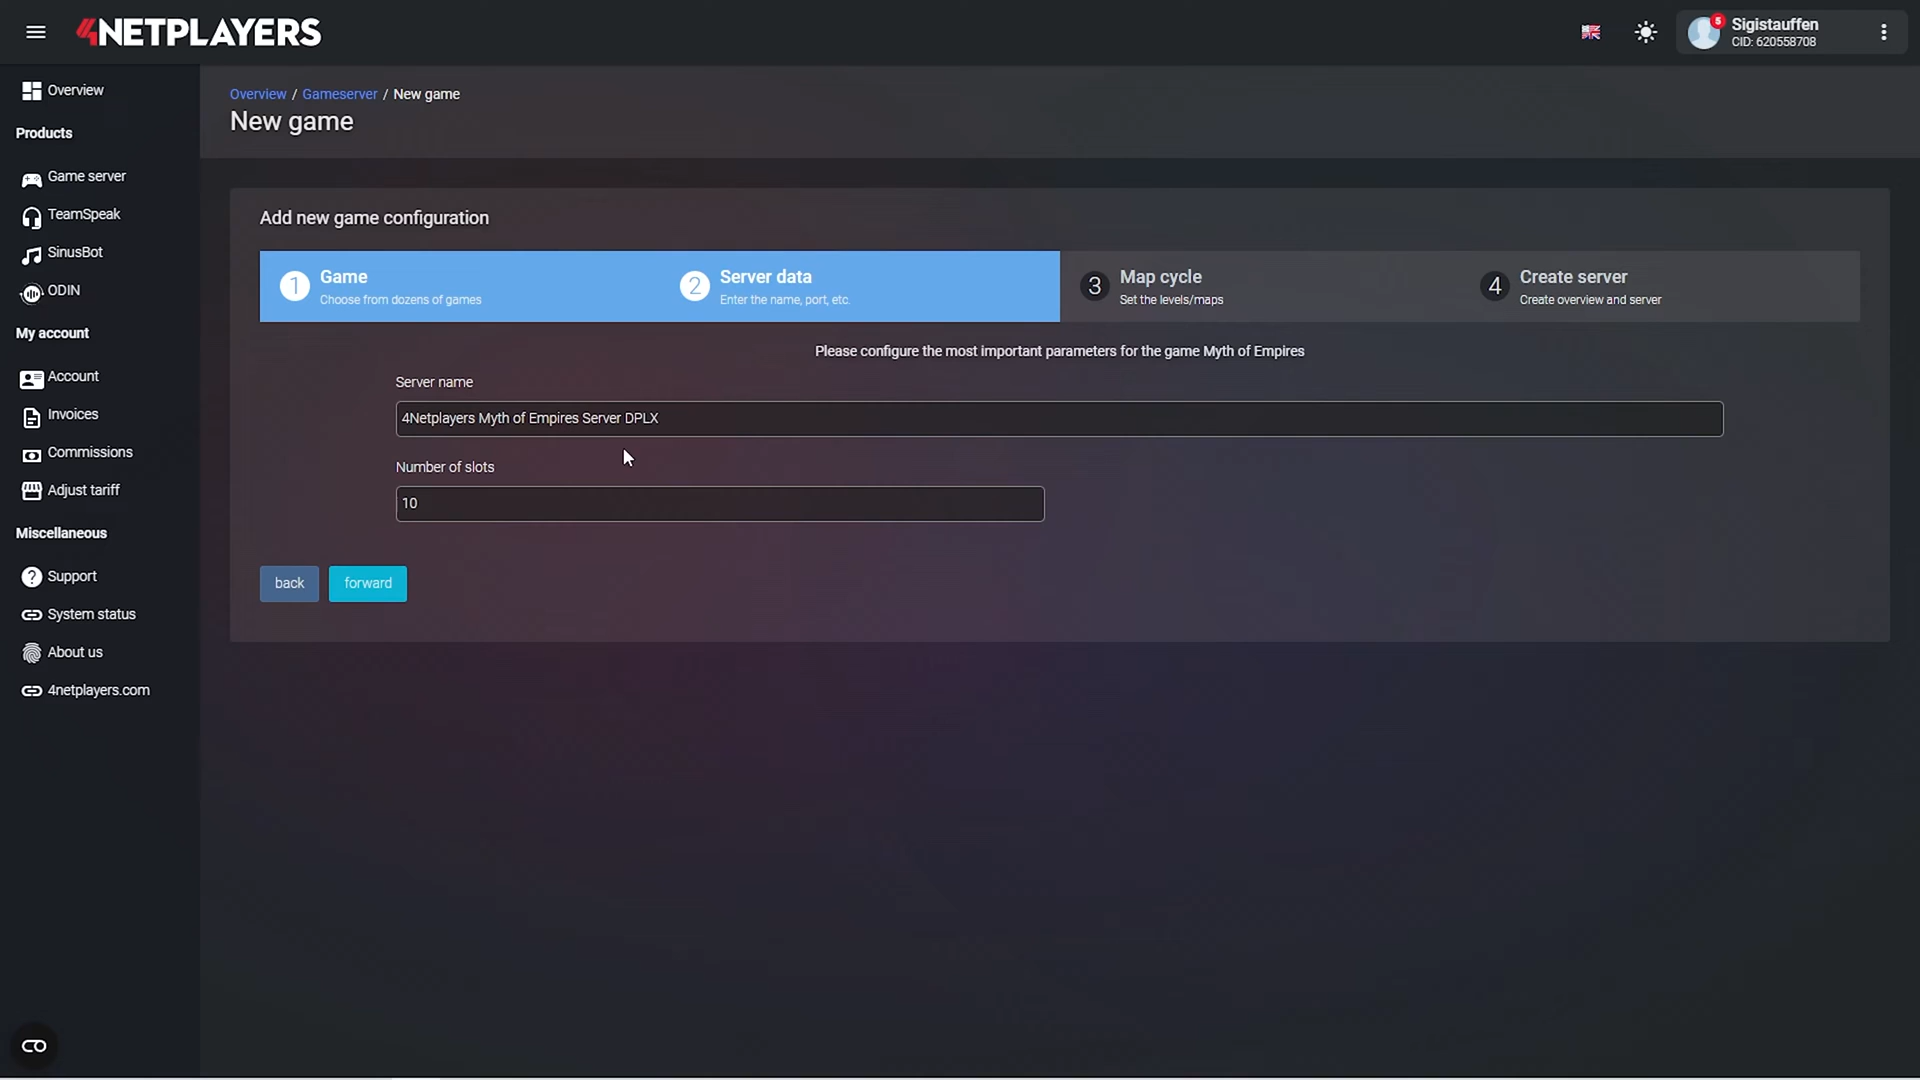 4NETPLAYERS
5
Sigistauffen
CID: 620558708
Overview
Products
Game server
TeamSpeak
SinusBot
ODIN
My account
Account
Invoices
Commissions
Adjust tariff
Miscellaneous
Support
System status
About us
4netplayers.com
Overview / Gameserver / New game
New game
Add new game configuration
1 Game
Choose from dozens of games
2 Server data
Enter the name, port, etc.
3 Map cycle
Set the levels/maps
4 Create server
Create overview and server
Please configure the most important parameters for the game Myth of Empires
Server name
4Netplayers Myth of Empires Server DPLX
Number of slots
10
back
forward